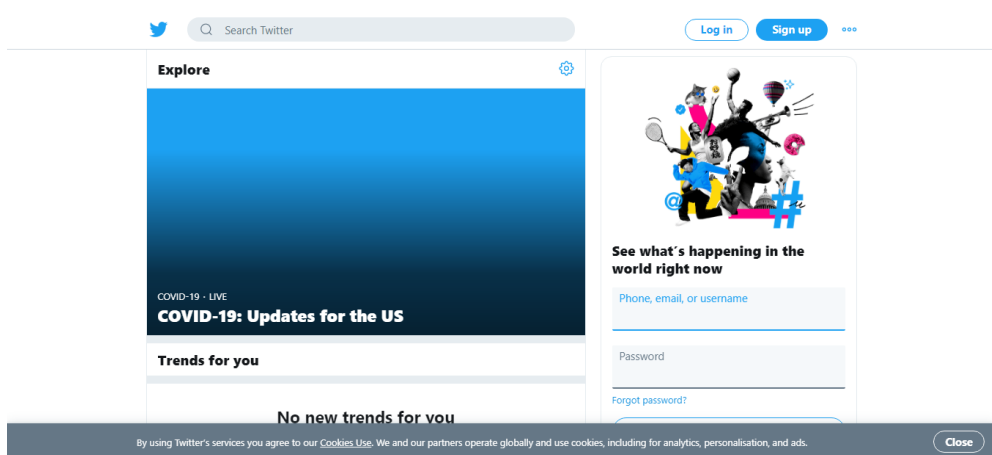 Search Twitter
Log in
Sign up
Explore
COVID-19 · LIVE
COVID-19: Updates for the US
Trends for you
No new trends for you
@
#
See what's happening in the
world right now
Phone, email, or username
Password
Forgot password?
By using Twitter's services you agree to our Cookies Use. We and our partners operate globally and use cookies, including for analytics, personalisation, and ads.
Close